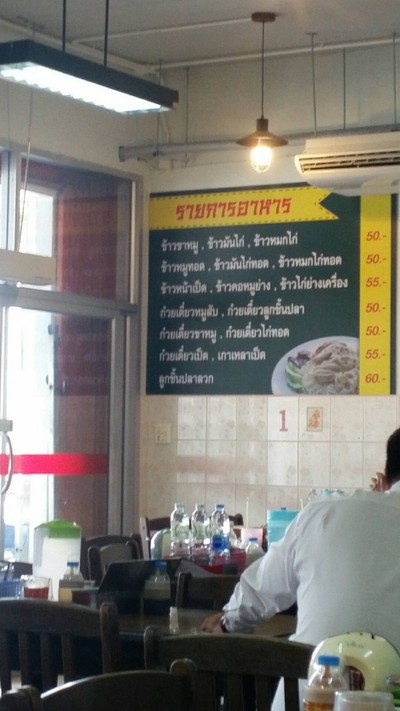 รายการอาหาร
ข้าวขาหมู , ข้าวมันไก่ , ข้าวหมกไก่ 50.-
ข้าวหมูทอด , ข้าวมันไก่ทอด , ข้าวหมกไก่ทอด 50.-
ข้าวหน้าเป็ด , ข้าวคอหมูย่าง , ข้าวไก่ย่างเครื่อง 55.-
ก๋วยเตี๋ยวหมูสับ , ก๋วยเตี๋ยวลูกชิ้นปลา 50.-
ก๋วยเตี๋ยวขาหมู , ก๋วยเตี๋ยวไก่ทอด 50.-
ก๋วยเตี๋ยวเป็ด , เกาเหลาเป็ด 55.-
ลูกชิ้นปลาลวก 60.-
1